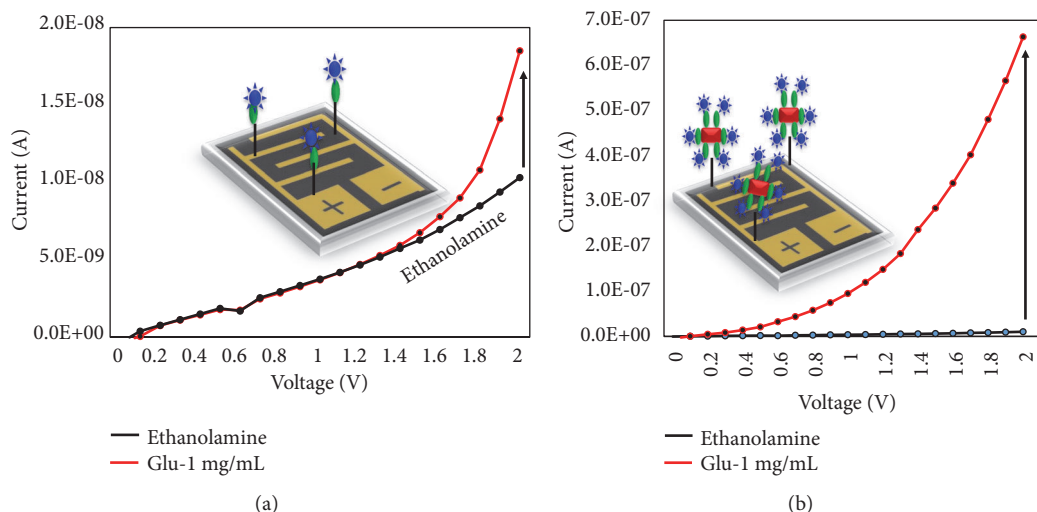 2.0E-08
1.5E-08
1.0E-08
5.0E-09
0.0E+00
Current (A)
0 0.2 0.4 0.6 0.8 1 1.2 1.4 1.6 1.8 2
Voltage (V)
Ethanolamine
+
−
Ethanolamine
Glu-1 mg/mL
(a)
7.0E-07
6.0E-07
5.0E-07
4.0E-07
3.0E-07
2.0E-07
1.0E-07
0.0E+00
Current (A)
0 0.2 0.4 0.6 0.8 1 1.2 1.4 1.6 1.8 2
Voltage (V)
+
−
Ethanolamine
Glu-1 mg/mL
(b)